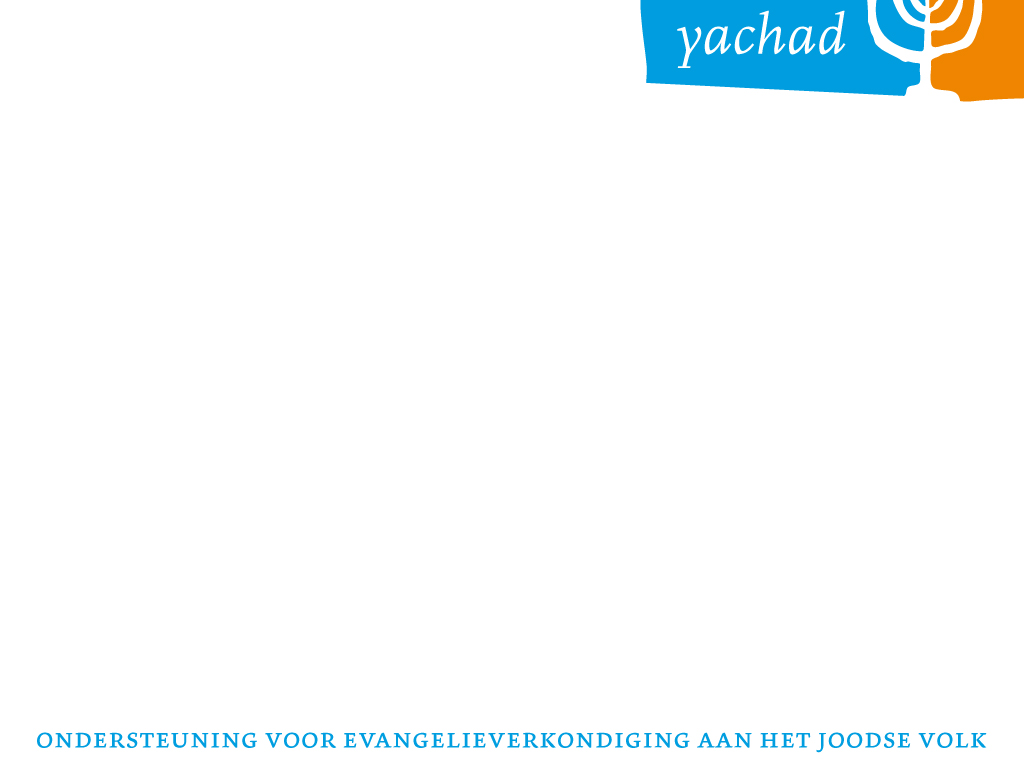 yachad
ONDERSTEUNING VOOR EVANGELIEVERKONDIGING AAN HET JOODSE VOLK